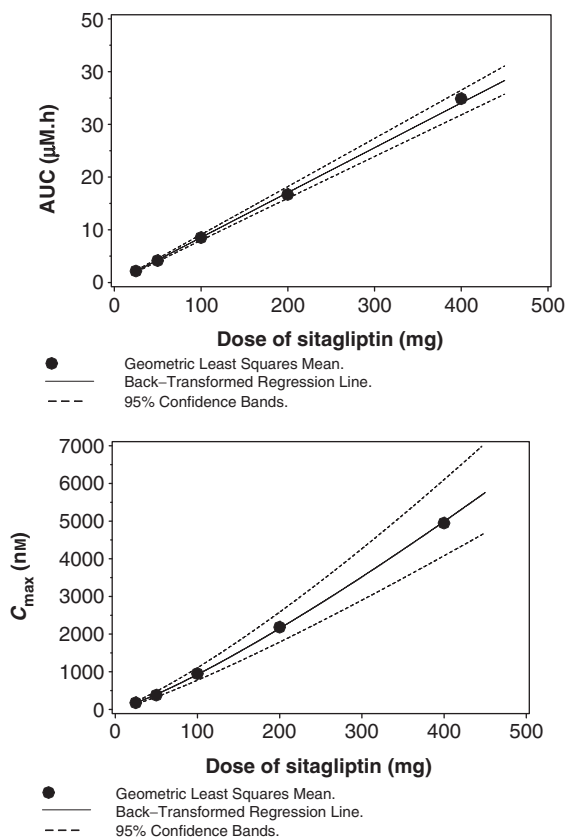 50
30
30
20
10
0
AUC (µM.h)
0 100 200 300 400 500
Dose of sitagliptin (mg)
Geometric Least Squares Mean.
Back–Transformed Regression Line.
95% Confidence Bands.
7000
6000
5000
4000
3000
2000
1000
0
Cmax (nM)
0 100 200 300 400 500
Dose of sitagliptin (mg)
Geometric Least Squares Mean.
Back–Transformed Regression Line.
95% Confidence Bands.